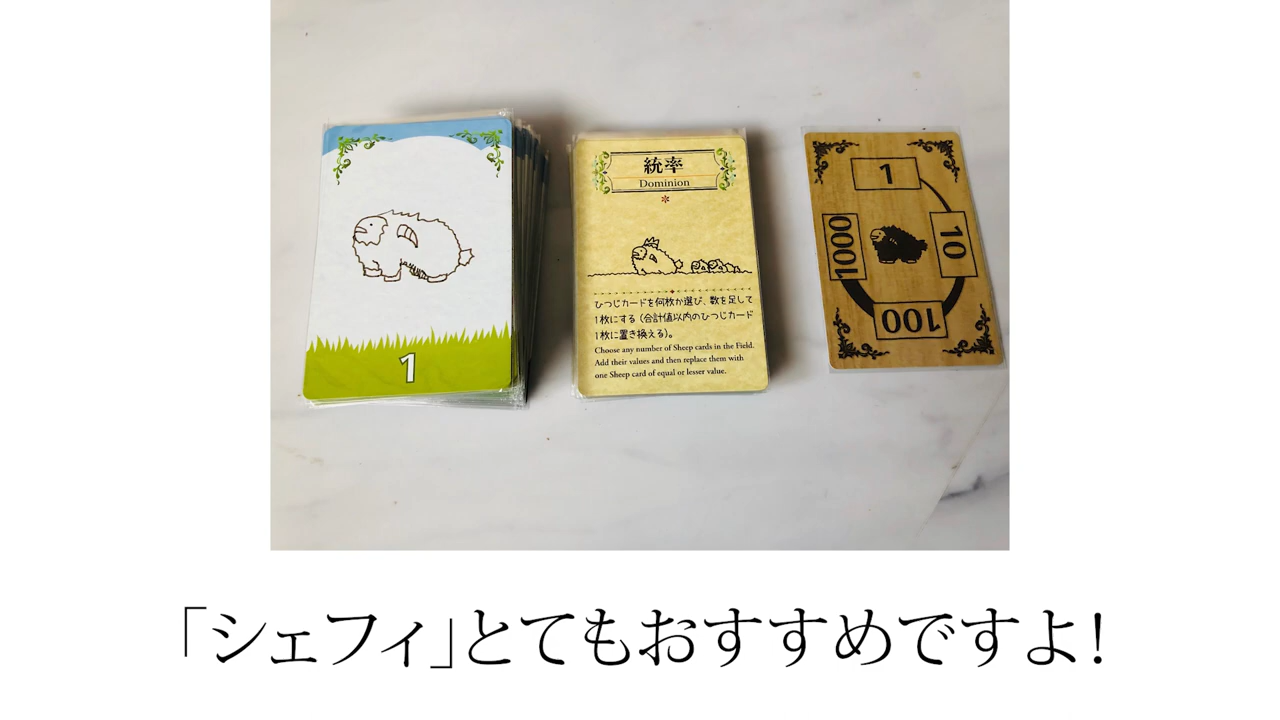 1
統率
Dominion
ひつじカードを何枚か選び、数を足して
1枚にする（合計値以内のひつじカード
1枚に置き換える）。
Choose any number of Sheep cards in the Field.
Add their values and then replace them with
one Sheep card of equal or lesser value.
1
10
100
1000
「シェフィ」とてもおすすめですよ!